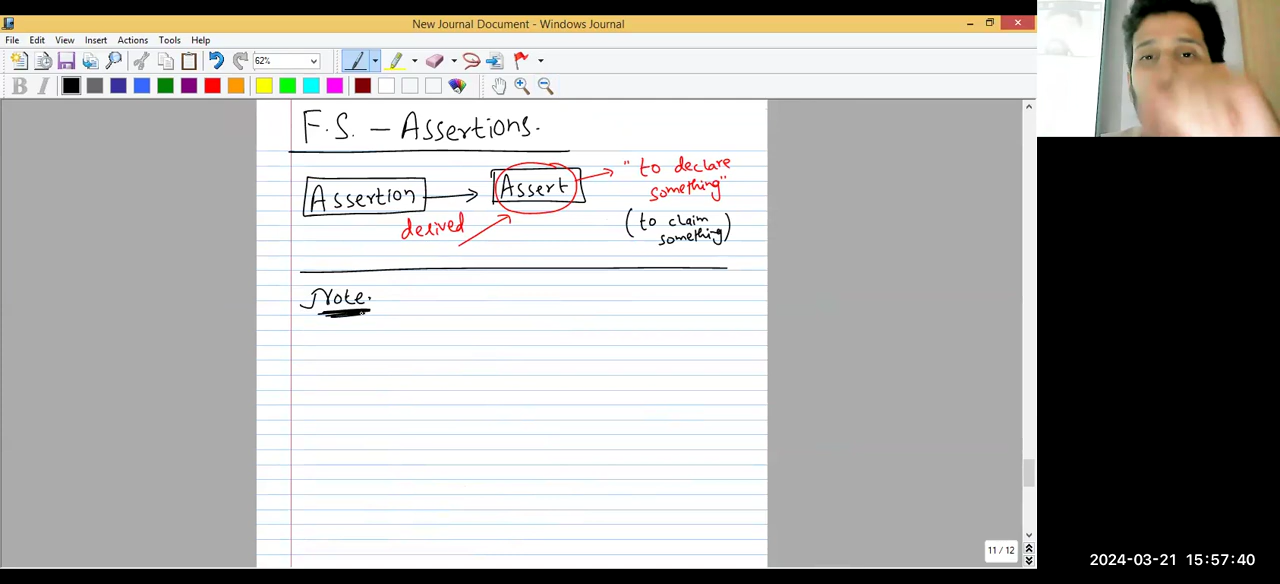 New Journal Document - Windows Journal
File Edit View Insert Actions Tools Help
62%
B I
F.S. - Assertions.
Assertion Assert "to declare
something"
derived (to claim
something)
Note.
11 / 12
2024-03-21 15:57:40